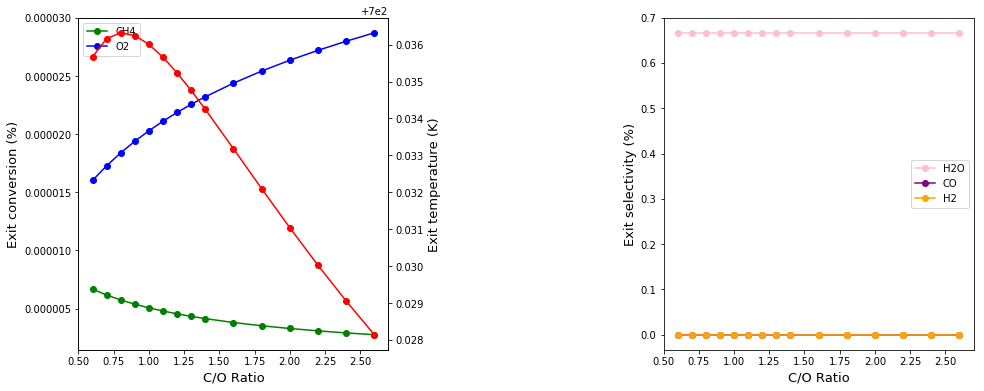 0.000030
0.000025
0.000020
0.000015
0.000010
0.000005
Exit conversion (%)
CH4
O2
+7e2
0.036
0.035
0.034
0.033
0.032
0.031
0.030
0.029
0.028
Exit temperature (K)
0.50 0.75 1.00 1.25 1.50 1.75 2.00 2.25 2.50
C/O Ratio
0.7
0.6
0.5
0.4
0.3
0.2
0.1
0.0
Exit selectivity (%)
H2O
CO
H2
0.50 0.75 1.00 1.25 1.50 1.75 2.00 2.25 2.50
C/O Ratio